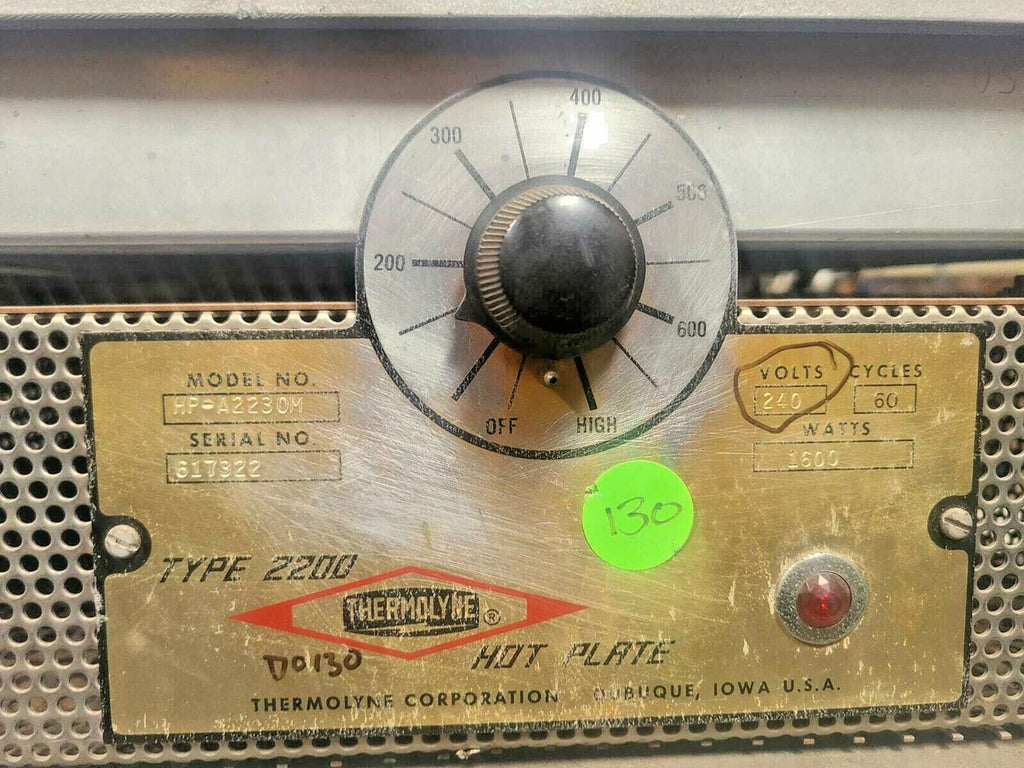 400
300
500
200
600
OFF HIGH
MODEL NO.
HP-A2230M
SERIAL NO.
617322
VOLTS CYCLES
240 60
WATTS
1600
130
TYPE 2200
THERMOLYNE ®
DO130
HOT PLATE
THERMOLYNE CORPORATION DUBUQUE, IOWA U.S.A.